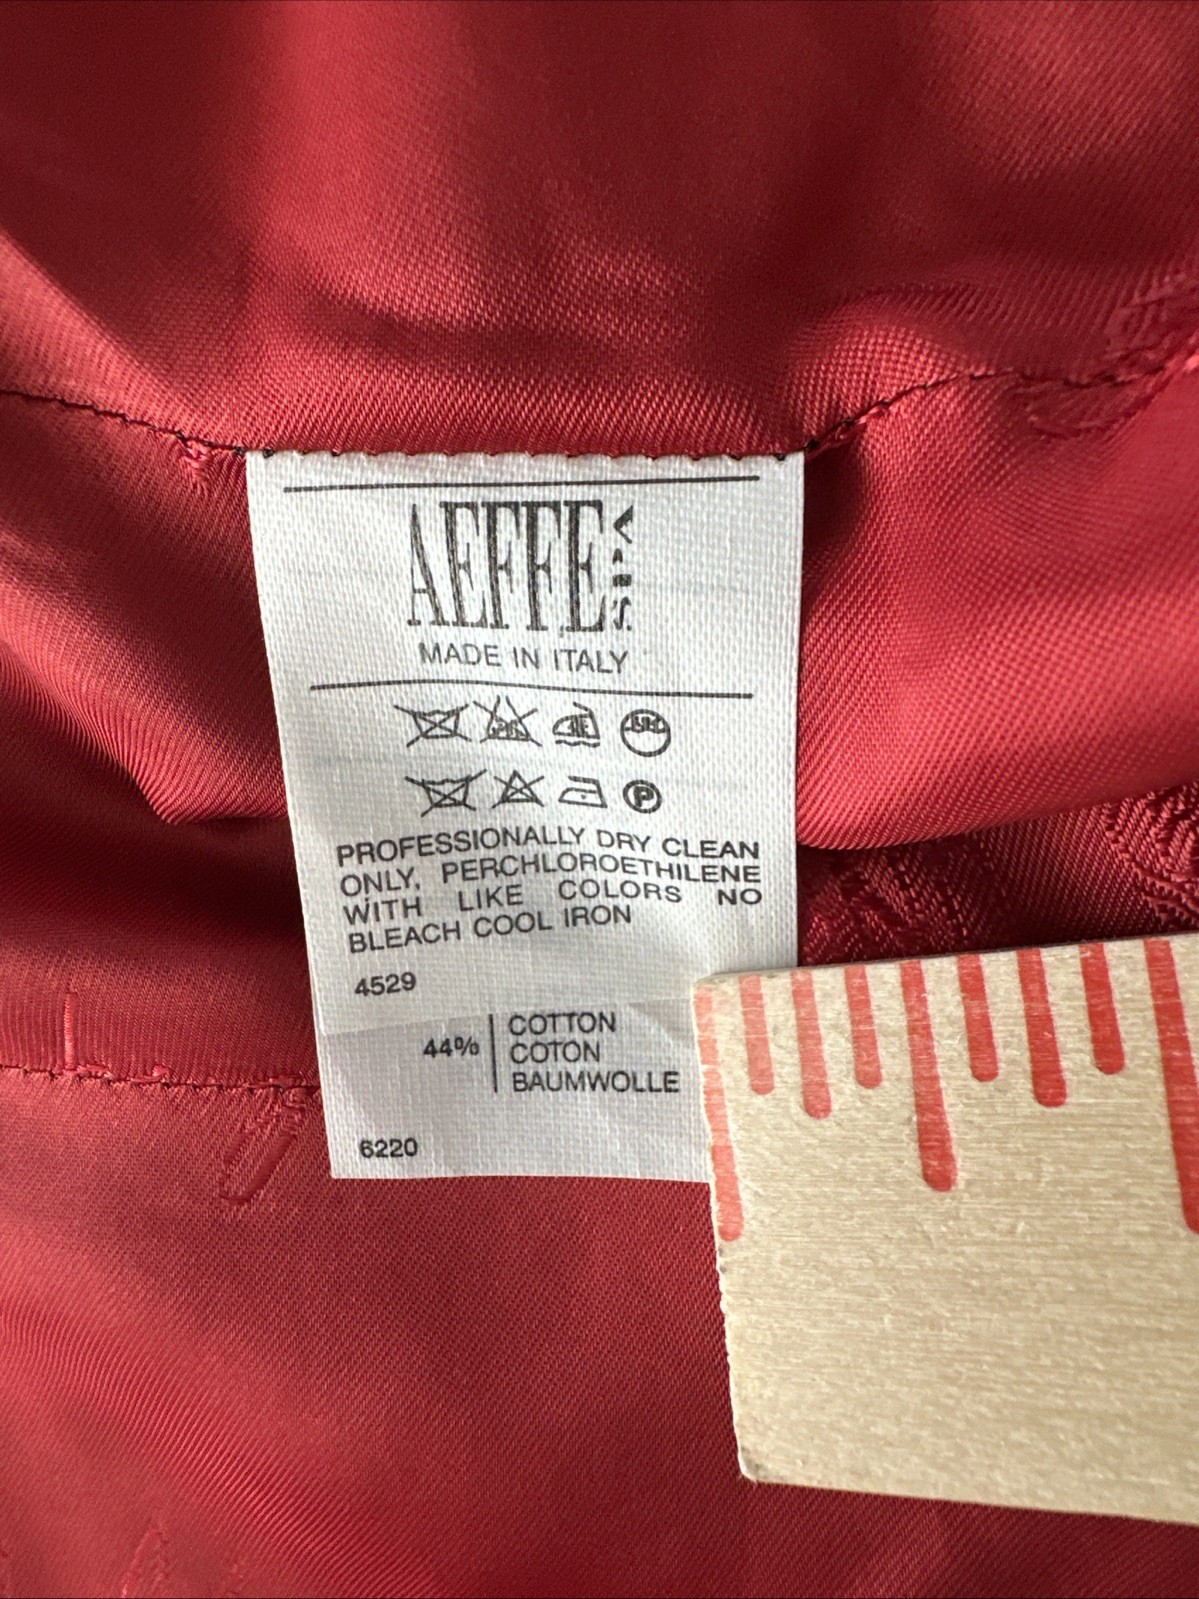 AEFFE SPA
MADE IN ITALY
PROFESSIONALLY DRY CLEAN
ONLY, PERCHLOROETHILENE
WITH LIKE COLORS NO
BLEACH COOL IRON
4529
44% COTTON
COTON
BAUMWOLLE
6220